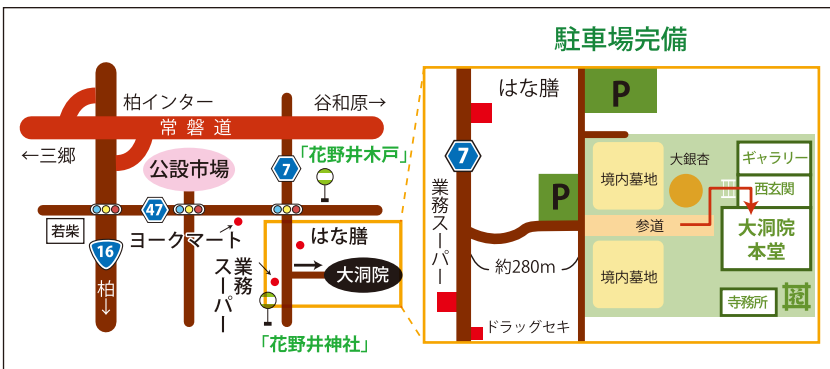 駐車場完備
柏インター
谷和原→
常磐道
←三郷
公設市場
7
「花野井木戸」
47
若柴
ヨークマート
はな膳
16
柏→
業務
スーパー
大洞院
「花野井神社」
はな膳
P
7
業務スーパー
P
約280m
ドラッグセキ
境内墓地
大銀杏
ギャラリー
西玄関
参道
大洞院
本堂
境内墓地
寺務所